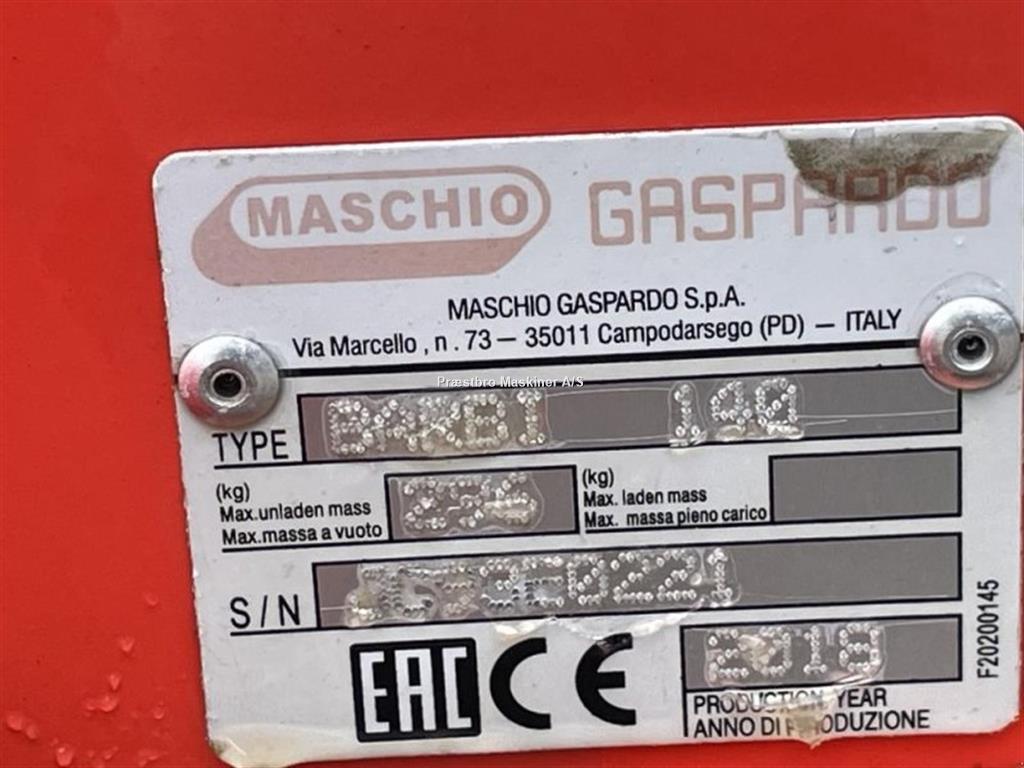 MASCHIO GASPARDO
MASCHIO GASPARDO S.p.A.
Via Marcello , n . 73 – 35011 Campodarsego (PD) – ITALY
Præstbro Maskiner A/S
TYPE
(kg)
Max.unladen mass
Max.massa a vuoto
(kg)
Max. laden mass
Max. massa pieno carico
S/N
EAC CE
2018
PRODUCTION YEAR
ANNO DI PRODUZIONE
F20200145